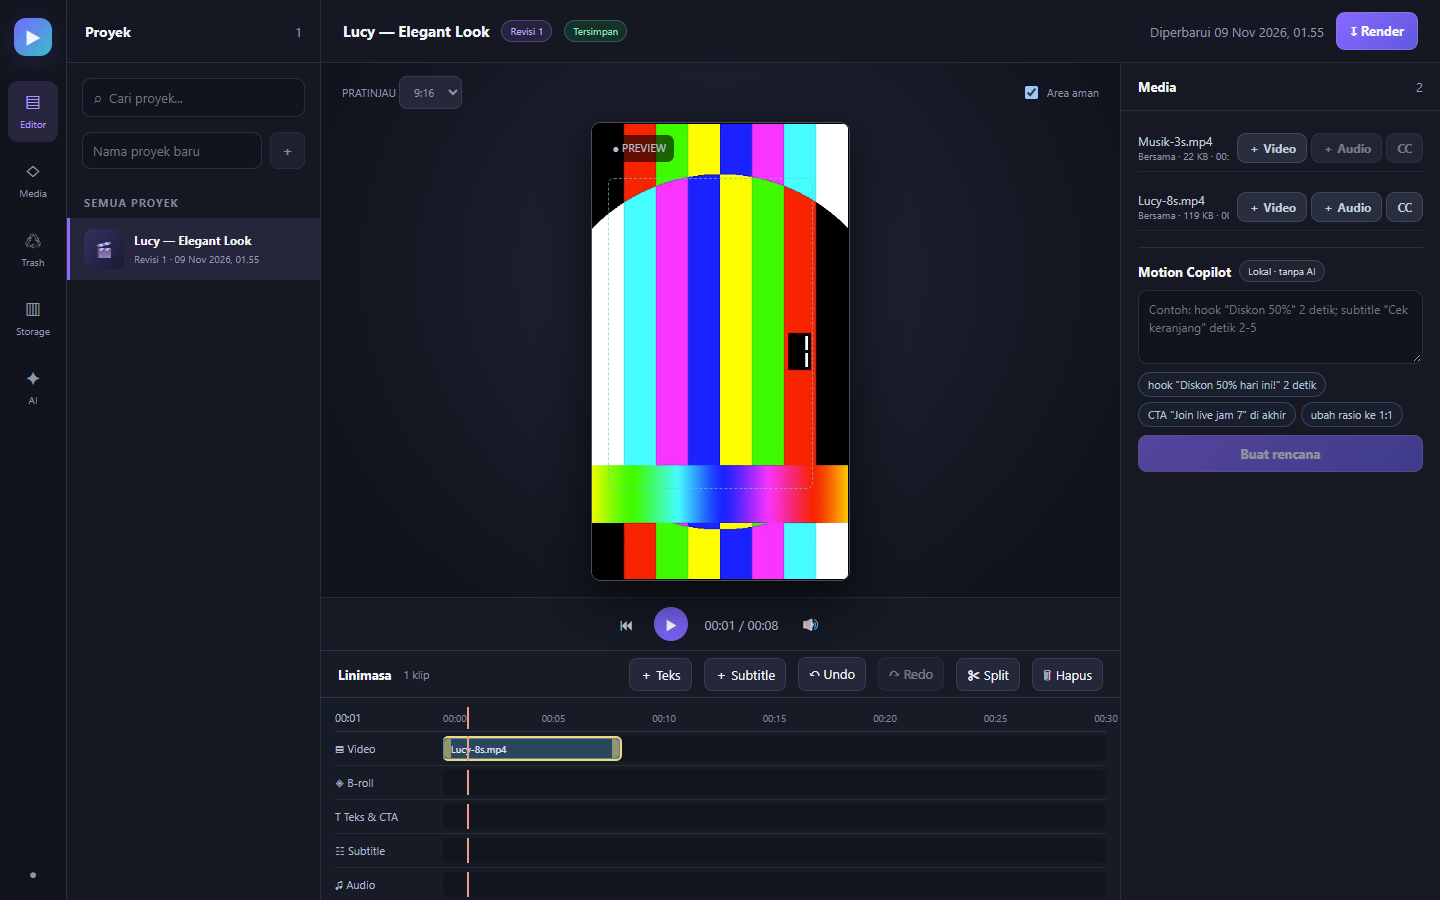 Editor
Media
Trash
Storage
AI
Proyek 1
Cari proyek...
Nama proyek baru +
SEMUA PROYEK
Lucy — Elegant Look
Revisi 1 · 09 Nov 2026, 01.55
Lucy — Elegant Look Revisi 1 Tersimpan
Diperbarui 09 Nov 2026, 01.55 Render
PRATINJAU 9:16 Area aman
PREVIEW
00:01 / 00:08
Linimasa 1 klip + Teks + Subtitle Undo Redo Split Hapus
00:01 00:00 00:05 00:10 00:15 00:20 00:25 00:30
Video Lucy-8s.mp4
B-roll
T Teks & CTA
Subtitle
Audio
Media 2
Musik-3s.mp4
Bersama · 22 KB · 00:
+ Video + Audio CC
Lucy-8s.mp4
Bersama · 119 KB · 00
+ Video + Audio CC
Motion Copilot Lokal · tanpa AI
Contoh: hook "Diskon 50%" 2 detik; subtitle "Cek
keranjang" detik 2-5
hook "Diskon 50% hari ini!" 2 detik
CTA "Join live jam 7" di akhir ubah rasio ke 1:1
Buat rencana